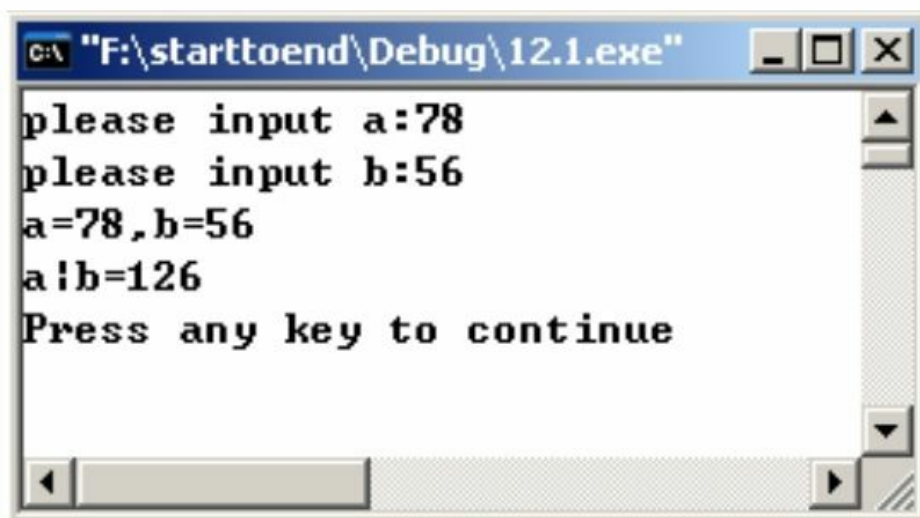 C:\ "F:\starttoend\Debug\12.1.exe"
please input a:78
please input b:56
a=78,b=56
a¦b=126
Press any key to continue